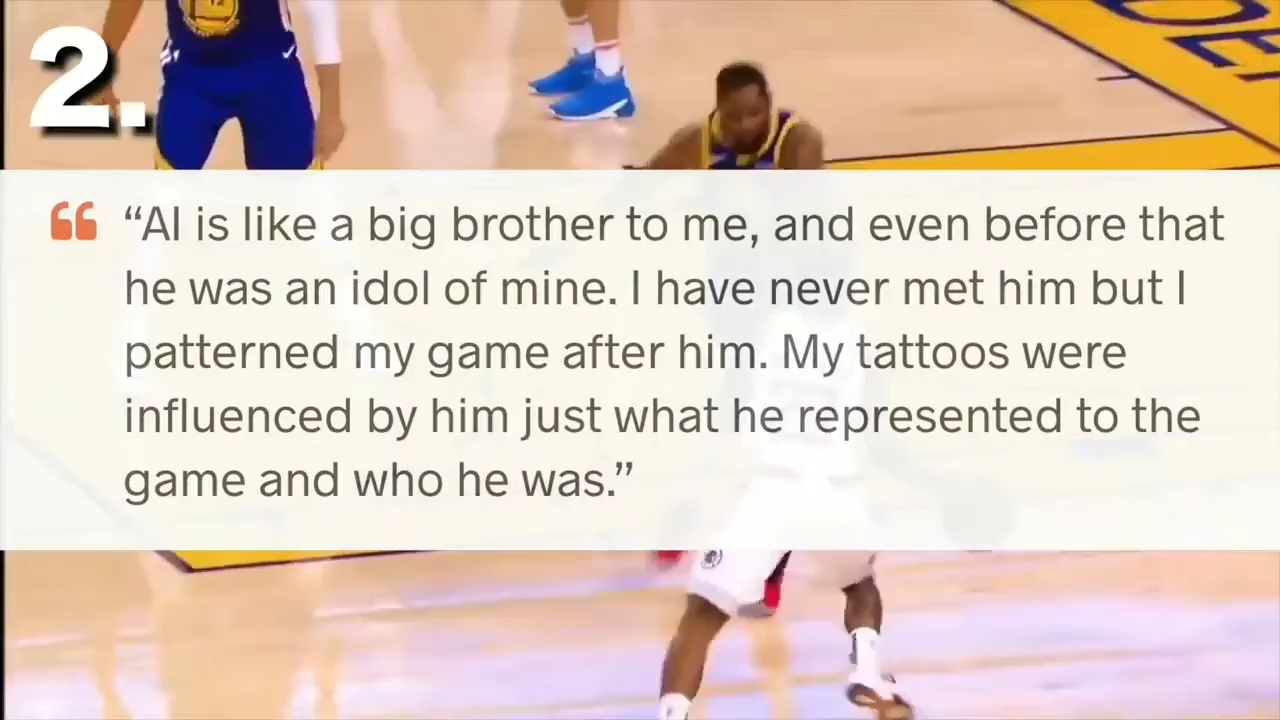 2.
“Al is like a big brother to me, and even before that
he was an idol of mine. I have never met him but I
patterned my game after him. My tattoos were
influenced by him just what he represented to the
game and who he was.”